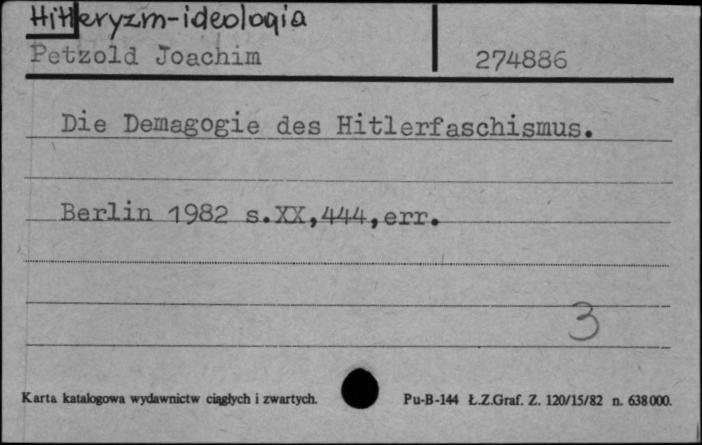 Hitleryzm-ideologia
Petzold Joachim 274886
Die Demagogie des Hitlerfaschismus.
Berlin 1982 s.XX,444,err.
3
Karta katalogowa wydawnictw ciągłych i zwartych. Pu-B-144 Ł.Z.Graf. Z. 120/15/82 n. 638000.